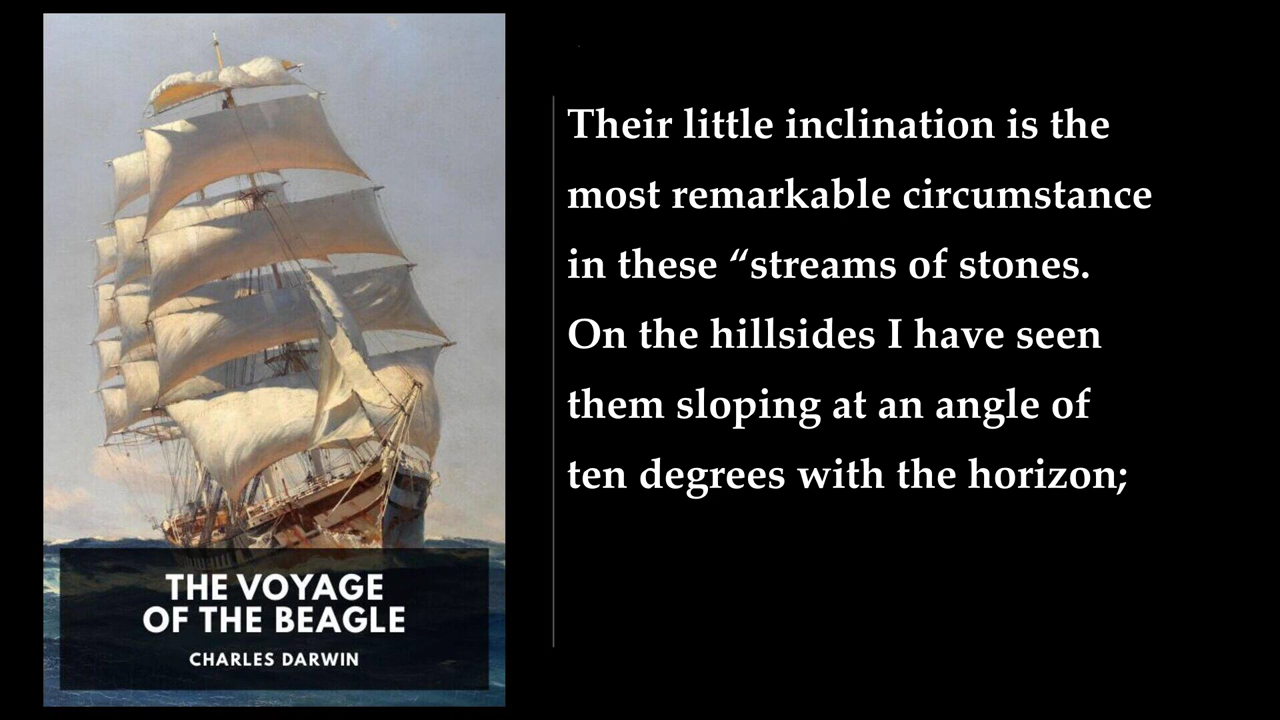 THE VOYAGE
OF THE BEAGLE
CHARLES DARWIN
Their little inclination is the
most remarkable circumstance
in these “streams of stones.
On the hillsides I have seen
them sloping at an angle of
ten degrees with the horizon;